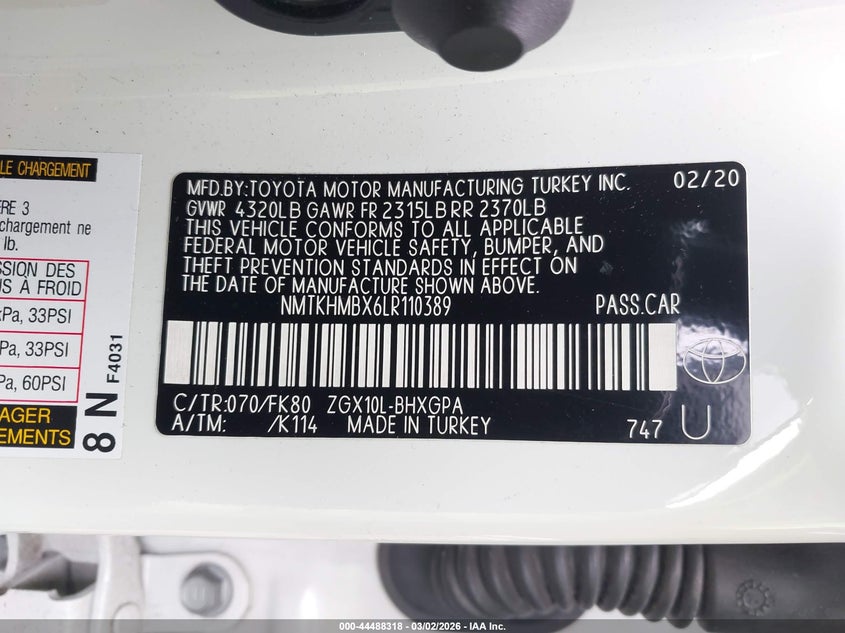 LE CHARGEMENT
ERE 3
chargement ne
lb.
SSION DES
US À FROID
kPa, 33PSI
Pa, 33PSI
Pa, 60PSI
AGER
EMENTS
8 N F4031
MFD.BY:TOYOTA MOTOR MANUFACTURING TURKEY INC. 02/20
GVWR 4320LB GAWR FR 2315LB RR 2370LB
THIS VEHICLE CONFORMS TO ALL APPLICABLE
FEDERAL MOTOR VEHICLE SAFETY, BUMPER, AND
THEFT PREVENTION STANDARDS IN EFFECT ON
THE DATE OF MANUFACTURE SHOWN ABOVE.
NMTKHMBX6LR110389 PASS.CAR
C/TR:070/FK80 ZGX10L-BHXGPA
A/TM: /K114 MADE IN TURKEY 747 U
000-44488318 - 03/02/2026 - IAA Inc.